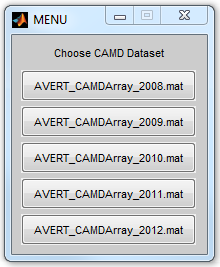 MENU
Choose CAMD Dataset
AVERT_CAMDArray_2008.mat
AVERT_CAMDArray_2009.mat
AVERT_CAMDArray_2010.mat
AVERT_CAMDArray_2011.mat
AVERT_CAMDArray_2012.mat